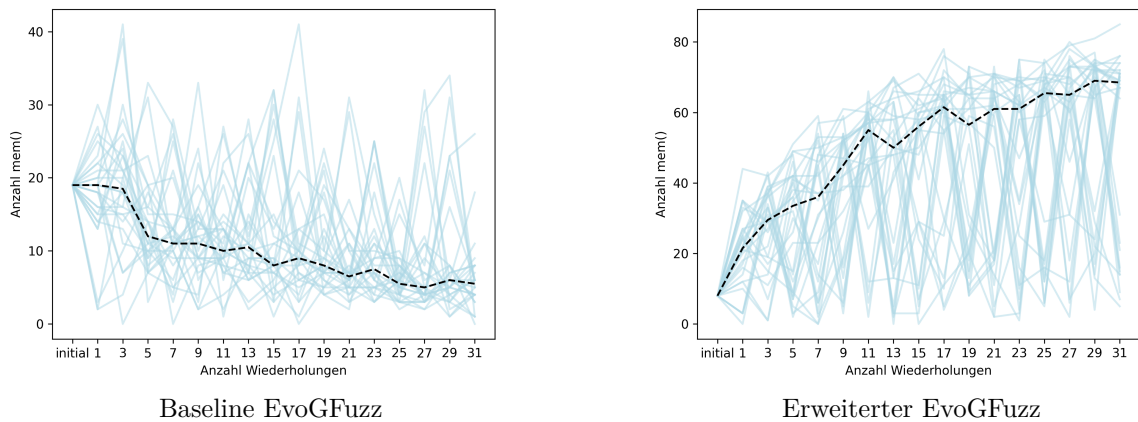 40
30
20
10
0
Anzahl mem()
initial 1 3 5 7 9 11 13 15 17 19 21 23 25 27 29 31
Anzahl Wiederholungen
Baseline EvoGFuzz
80
60
40
20
0
Anzahl mem()
initial 1 3 5 7 9 11 13 15 17 19 21 23 25 27 29 31
Anzahl Wiederholungen
Erweiterter EvoGFuzz